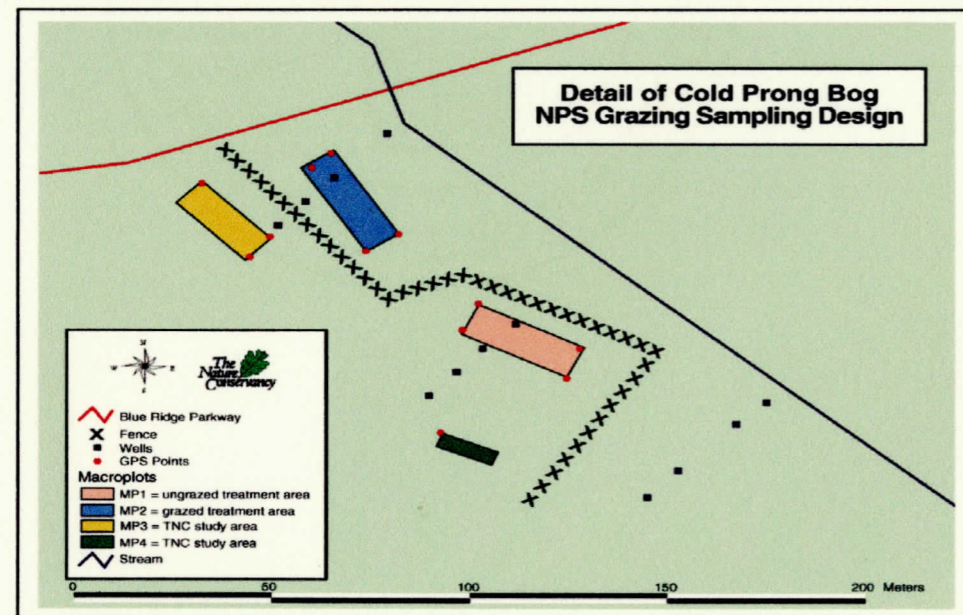 Detail of Cold Prong Bog
NPS Grazing Sampling Design
N
W
E
S
The
Nature
Conservancy
Blue Ridge Parkway
Fence
Wells
GPS Points
Macroplots
MP1 = ungrazed treatment area
MP2 = grazed treatment area
MP3 = TNC study area
MP4 = TNC study area
Stream
0
50
100
150
200 Meters